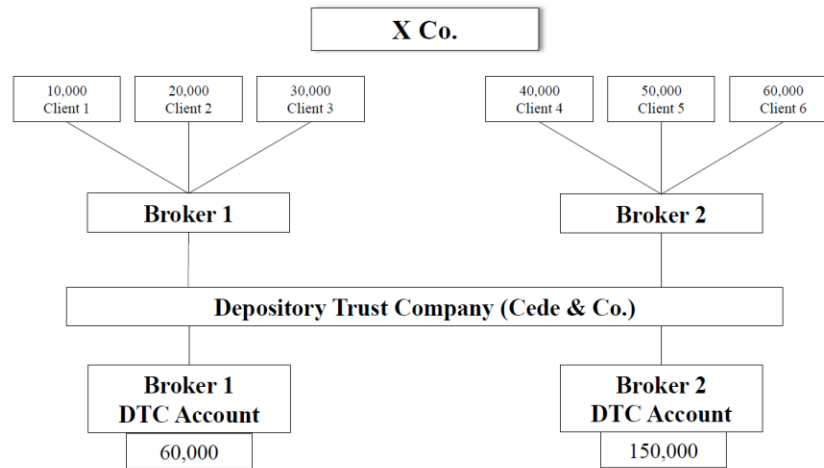 X Co.
10,000
Client 1
20,000
Client 2
30,000
Client 3
40,000
Client 4
50,000
Client 5
60,000
Client 6
Broker 1
Broker 2
Depository Trust Company (Cede & Co.)
Broker 1
DTC Account
60,000
Broker 2
DTC Account
150,000